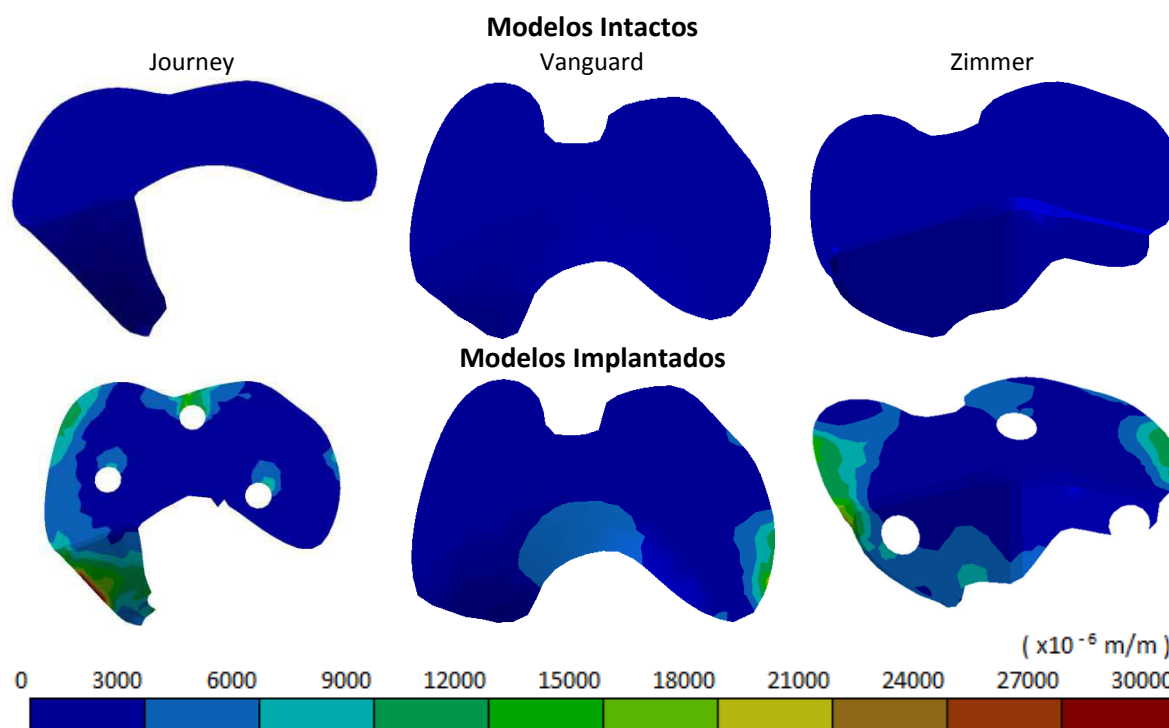 Modelos Intactos
Journey Vanguard Zimmer
Modelos Implantados
( x10⁻⁶ m/m )
0 3000 6000 9000 12000 15000 18000 21000 24000 27000 30000